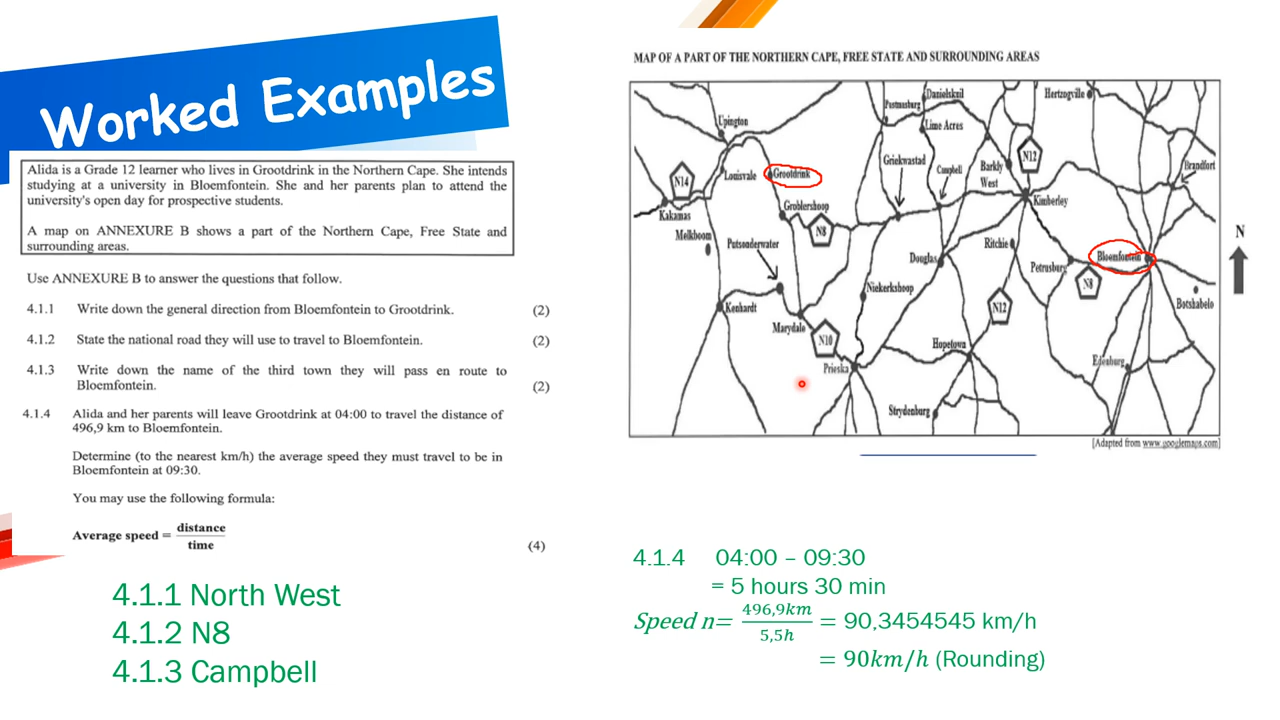 Worked Examples
Alida is a Grade 12 learner who lives in Grootdrink in the Northern Cape. She intends
studying at a university in Bloemfontein. She and her parents plan to attend the
university's open day for prospective students.
A map on ANNEXURE B shows a part of the Northern Cape, Free State and
surrounding areas.
Use ANNEXURE B to answer the questions that follow.
4.1.1 Write down the general direction from Bloemfontein to Grootdrink. (2)
4.1.2 State the national road they will use to travel to Bloemfontein. (2)
4.1.3 Write down the name of the third town they will pass en route to
Bloemfontein. (2)
4.1.4 Alida and her parents will leave Grootdrink at 04:00 to travel the distance of
496,9 km to Bloemfontein.
Determine (to the nearest km/h) the average speed they must travel to be in
Bloemfontein at 09:30.
You may use the following formula:
Average speed = distance
time
(4)
4.1.1 North West
4.1.2 N8
4.1.3 Campbell
MAP OF A PART OF THE NORTHERN CAPE, FREE STATE AND SURROUNDING AREAS
Danielskuil
Hertzogville
Postmasburg
Upington
Lime Acres
N12
Griekwastad
Barkly
West
Campbell
Brandfort
N14
Louisvale
Grootdrink
Kimberley
Kakamas
Groblershoop
N8
Melkboom
Putsonderwater
Ritchie
Douglas
Petrusburg
Bloemfontein
N
N8
Niekerkshoop
Botshabelo
Kenhardt
N12
Marydale
N10
Hopetown
Prieska
Edenburg
Strydenburg
[Adapted from www.googlemaps.com]
4.1.4 04:00 – 09:30
= 5 hours 30 min
Speed n= 496,9km
5,5h
= 90,3454545 km/h
= 90km/h (Rounding)